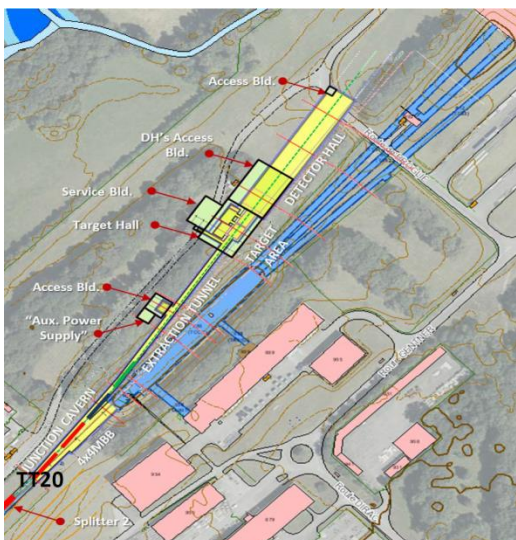 Access Bld.
DH's Access
Bld.
DETECTOR HALL
Service Bld.
Target Hall
TARGET
AREA
Access Bld.
EXTRACTION TUNNEL
"Aux. Power
Supply"
JUNCTION CAVERN
4x4MBB
TT20
Splitter 2